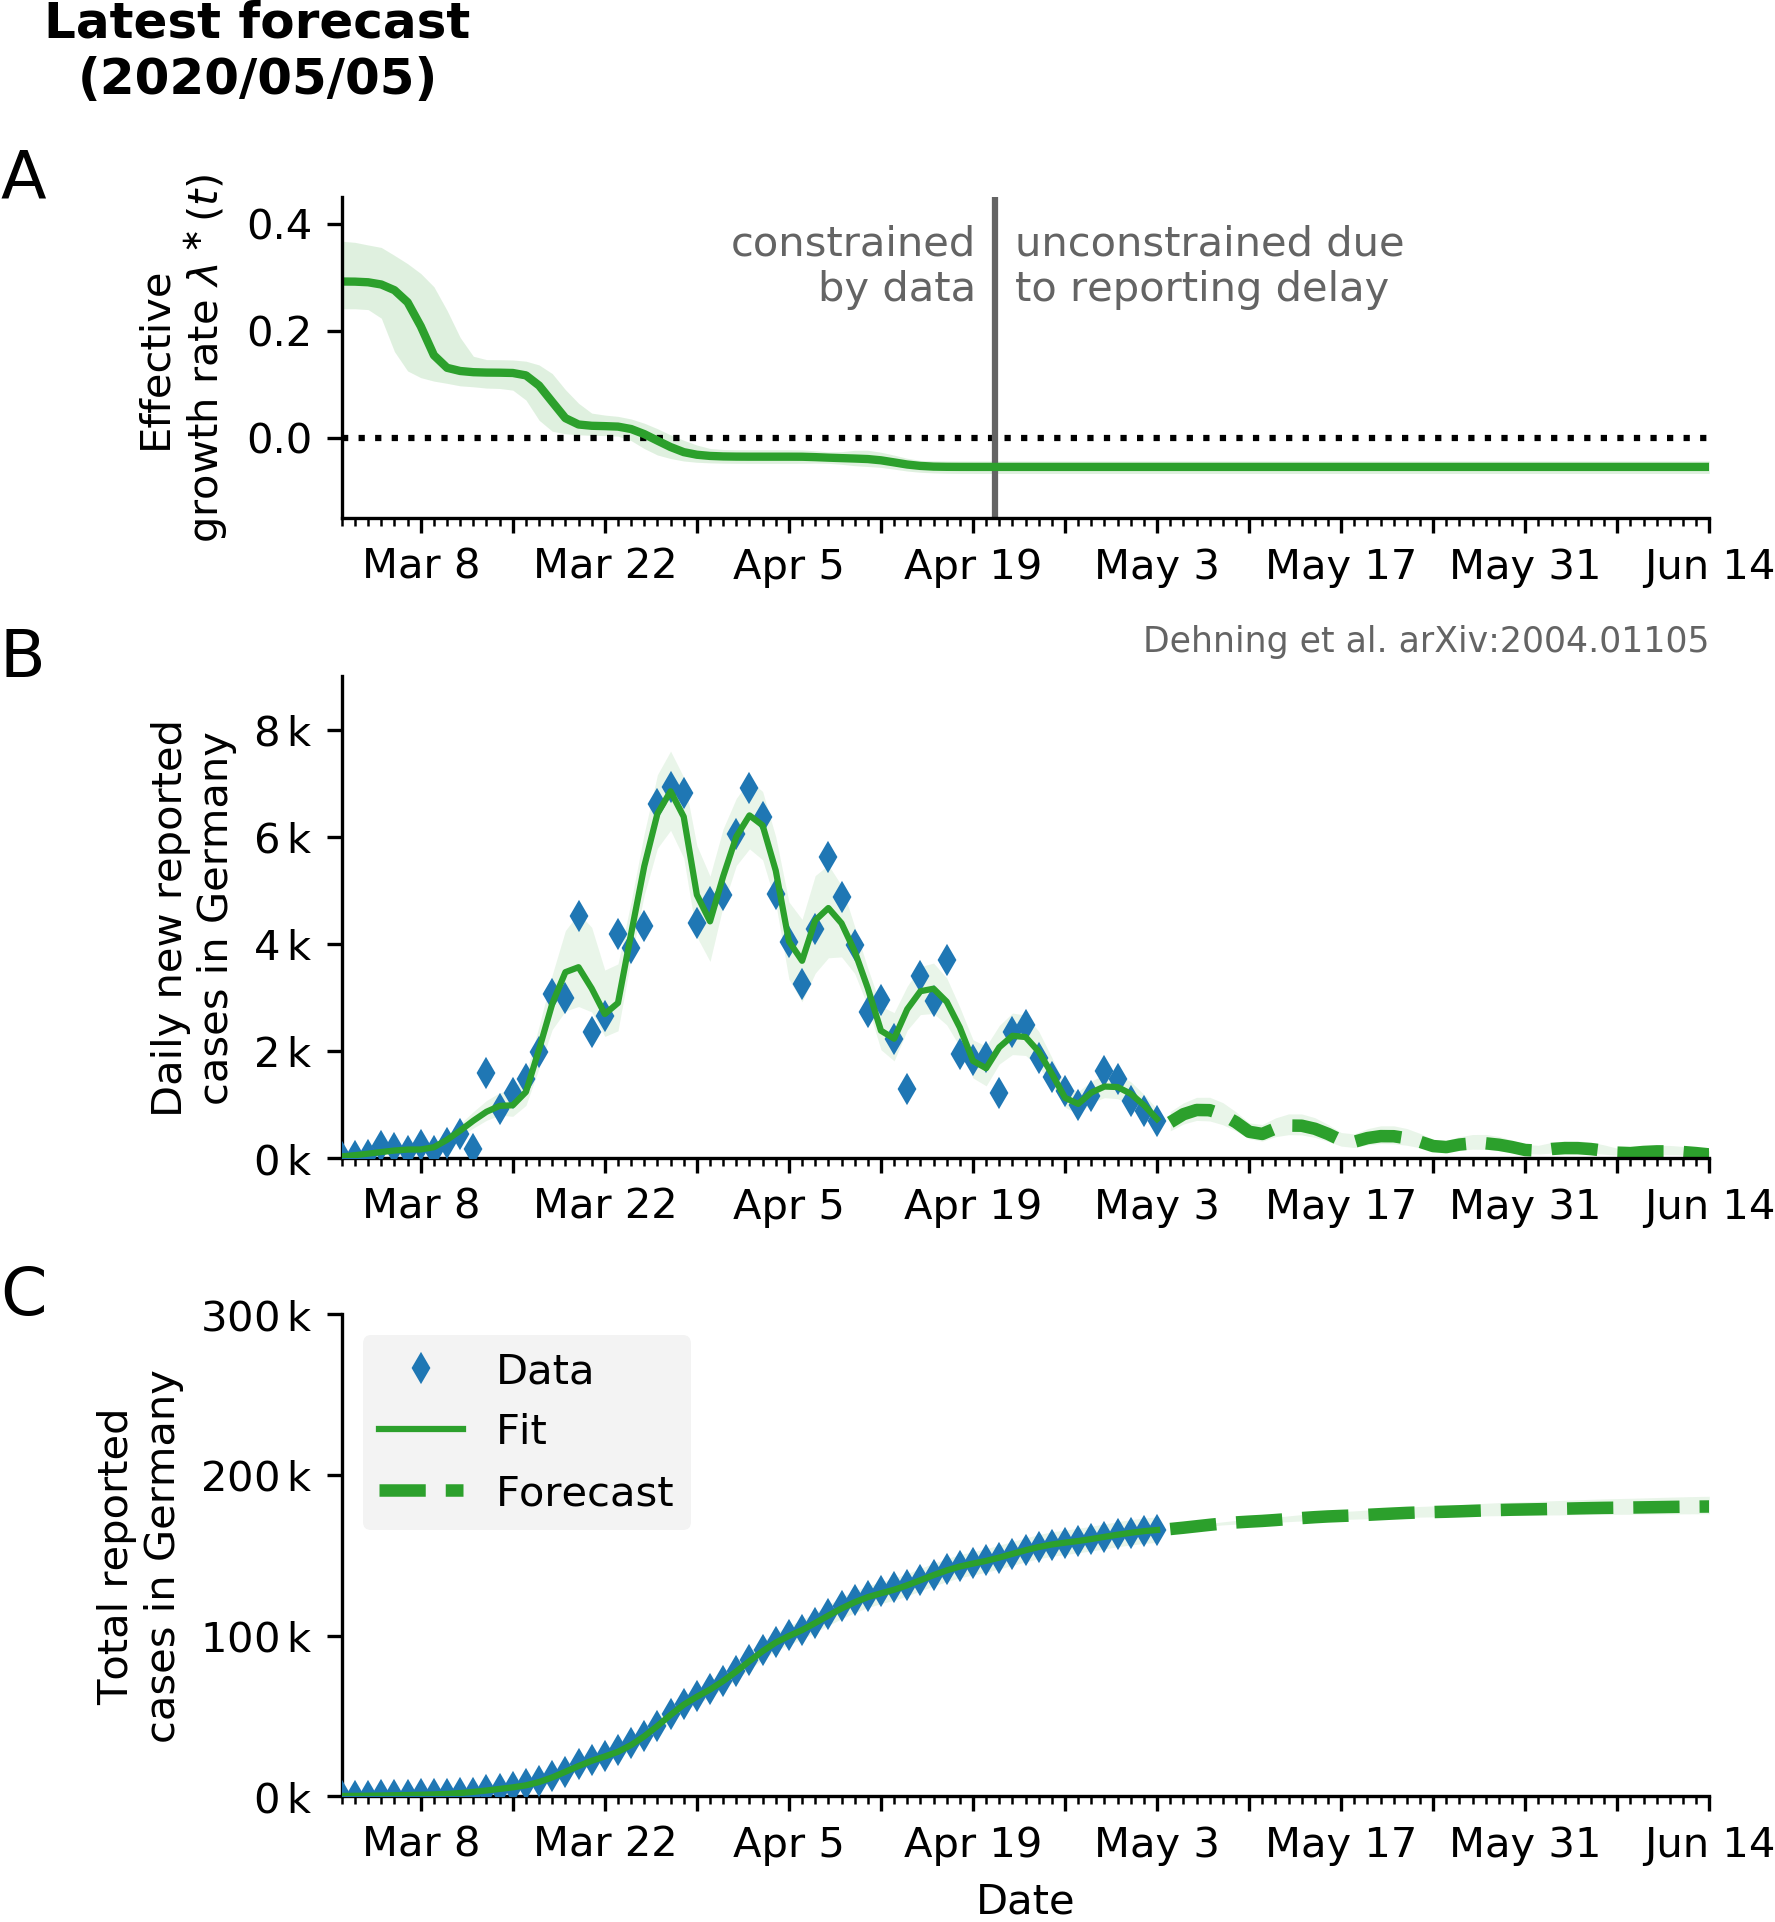 Latest forecast
(2020/05/05)
A
Effective
growth rate λ * (t)
0.4
0.2
0.0
constrained
by data
unconstrained due
to reporting delay
Mar 8 Mar 22 Apr 5 Apr 19 May 3 May 17 May 31 Jun 14
Dehning et al. arXiv:2004.01105
B
Daily new reported
cases in Germany
8 k
6 k
4 k
2 k
0 k
Mar 8 Mar 22 Apr 5 Apr 19 May 3 May 17 May 31 Jun 14
C
Total reported
cases in Germany
300 k
200 k
100 k
0 k
Data
Fit
Forecast
Mar 8 Mar 22 Apr 5 Apr 19 May 3 May 17 May 31 Jun 14
Date